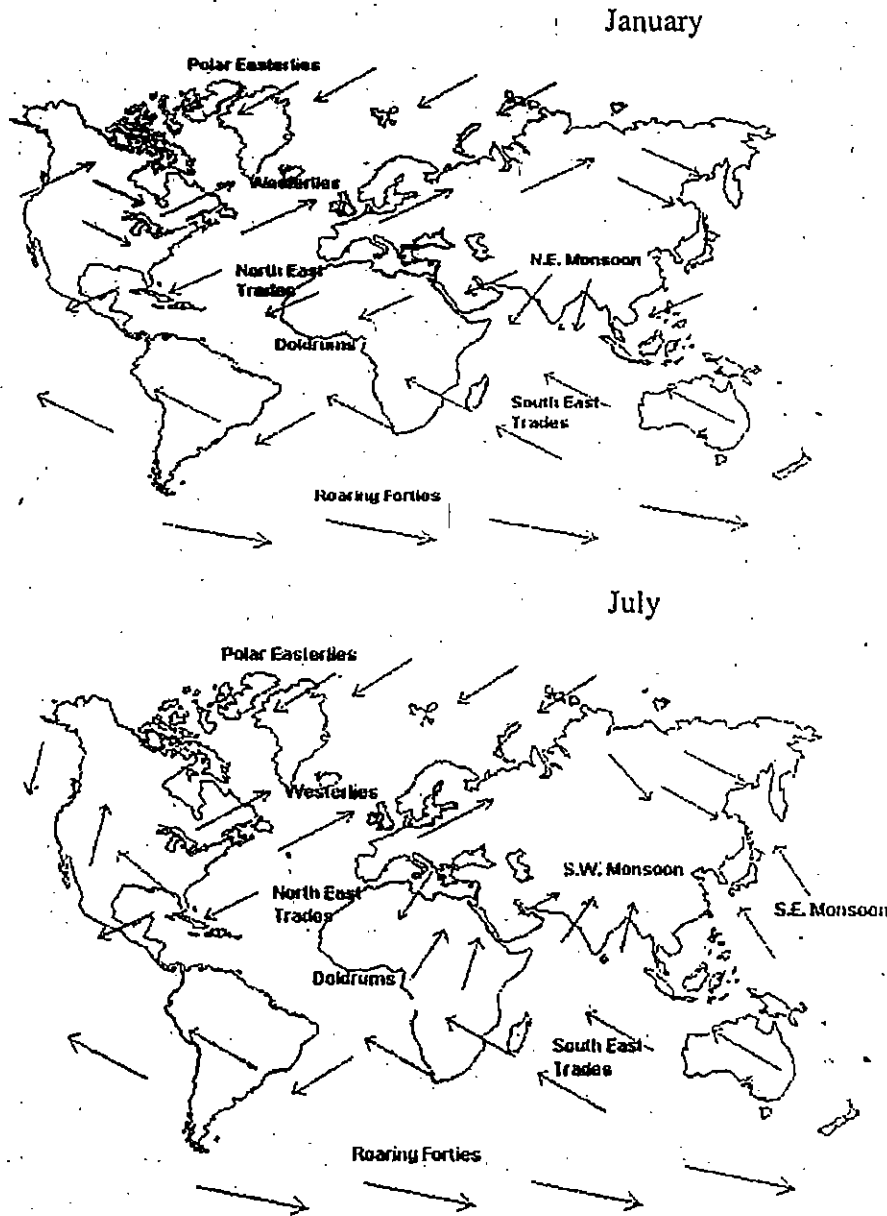 January
Polar Easterlies
Westerlies
North East
Trades
N.E. Monsoon
Doldrums
South East
Trades
Roaring Forties
July
Polar Easterlies
Westerlies
North East
Trades
S.W. Monsoon
S.E. Monsoon
Doldrums
South East
Trades
Roaring Forties